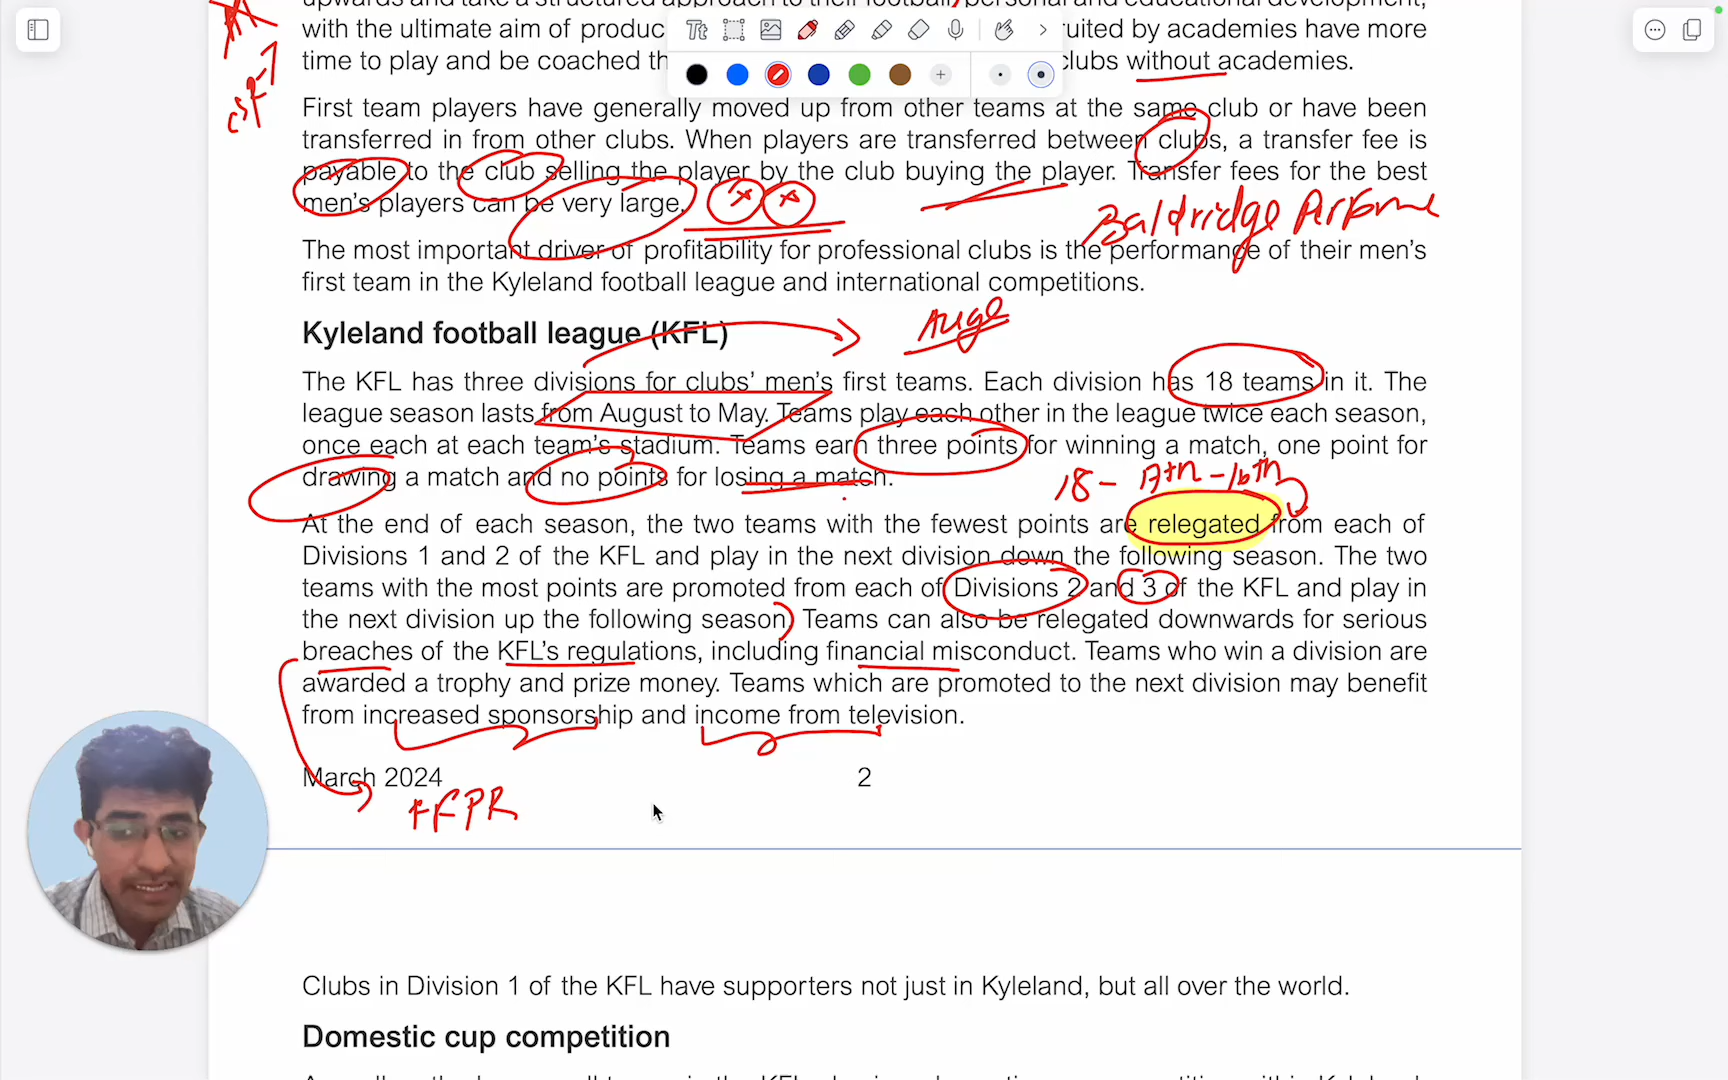 upwards and take a structured approach to their football, personal and educational development,
with the ultimate aim of produc
ruited by academies have more
time to play and be coached th
clubs without academies.
CSF-7
First team players have generally moved up from other teams at the same club or have been
transferred in from other clubs. When players are transferred between clubs, a transfer fee is
payable to the club selling the player by the club buying the player. Transfer fees for the best
men's players can be very large.
Baldridge
The most important driver of profitability for professional clubs is the performance of their men's
first team in the Kyleland football league and international competitions.
Kyleland football league (KFL)
The KFL has three divisions for clubs' men's first teams. Each division has 18 teams in it. The
league season lasts from August to May. Teams play each other in the league twice each season,
once each at each team's stadium. Teams earn three points for winning a match, one point for
drawing a match and no points for losing a match.
18 - 17th - 16th
At the end of each season, the two teams with the fewest points are relegated from each of
Divisions 1 and 2 of the KFL and play in the next division down the following season. The two
teams with the most points are promoted from each of Divisions 2 and 3 of the KFL and play in
the next division up the following season. Teams can also be relegated downwards for serious
breaches of the KFL's regulations, including financial misconduct. Teams who win a division are
awarded a trophy and prize money. Teams which are promoted to the next division may benefit
from increased sponsorship and income from television.
March 2024
2
FFPR
Clubs in Division 1 of the KFL have supporters not just in Kyleland, but all over the world.
Domestic cup competition